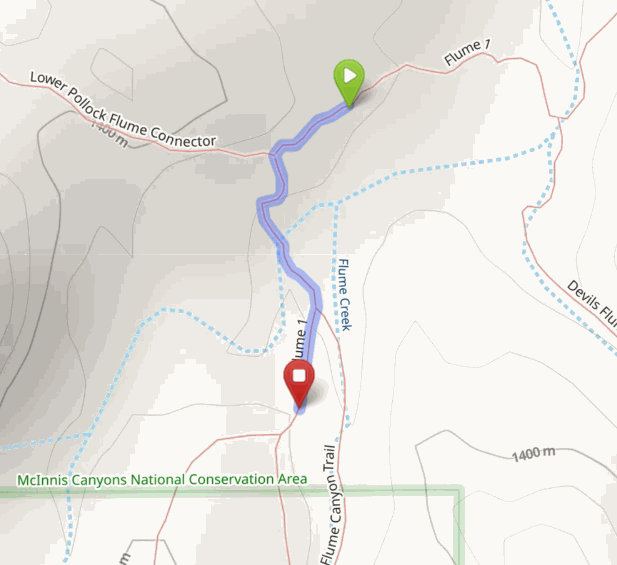 Flume 1
Lower Pollock Flume Connector
1400 m
Flume Creek
Devils Flu
lume 1
Flume Canyon Trail
1400 m
McInnis Canyons National Conservation Area
m